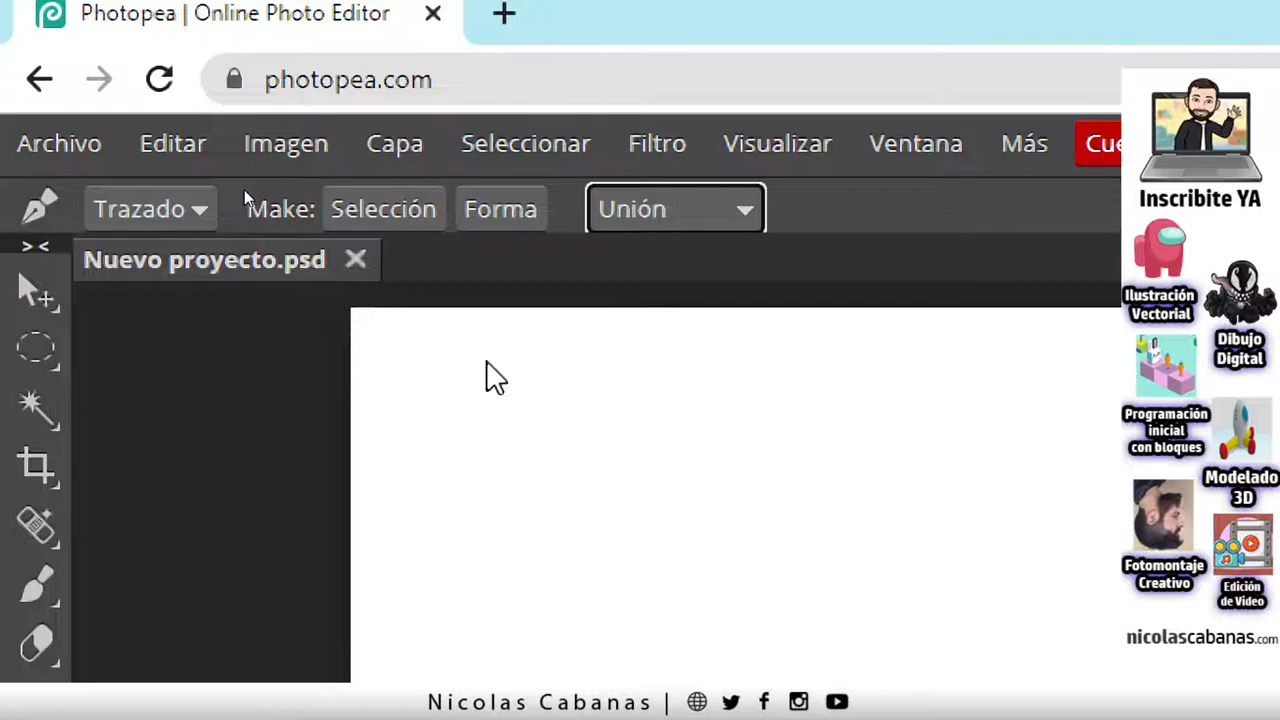 Photopea | Online Photo Editor
photopea.com
Archivo Editar Imagen Capa Seleccionar Filtro Visualizar Ventana Más Cue
Trazado Make: Selección Forma Unión
Nuevo proyecto.psd
Inscribite YA
Ilustración
Vectorial
Dibujo
Digital
Programación
inicial
con bloques
Modelado
3D
Fotomontaje
Creativo
Edición
de Video
nicolascabanas.com
Nicolas Cabanas |